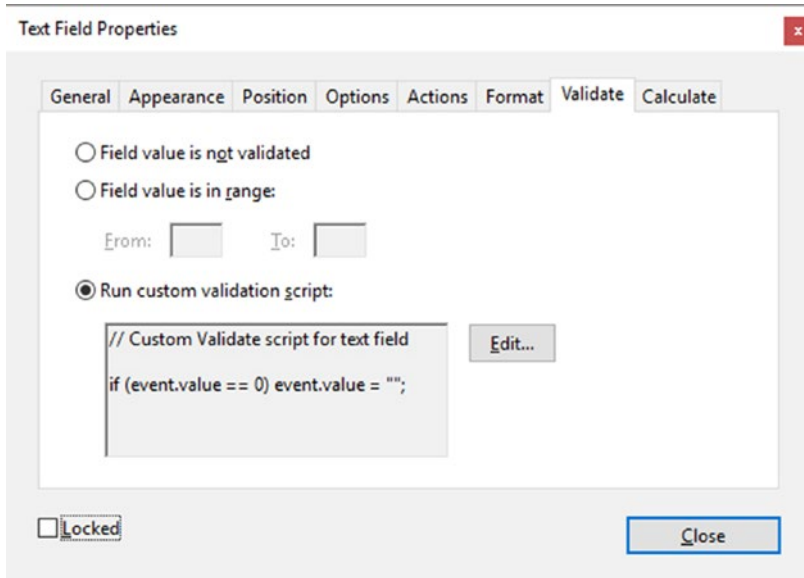 Text Field Properties
x
General Appearance Position Options Actions Format Validate Calculate
Field value is not validated
Field value is in range:
From: To:
Run custom validation script:
// Custom Validate script for text field
if (event.value == 0) event.value = "";
Edit...
Locked
Close